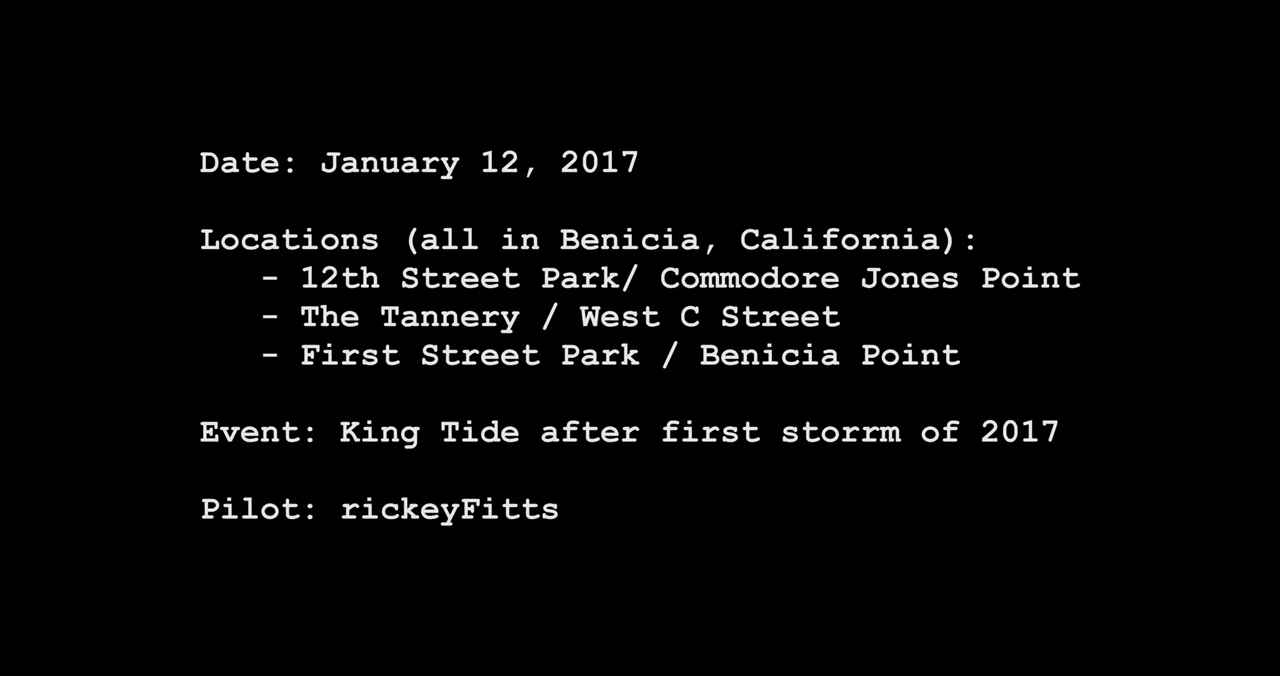 Date: January 12, 2017
Locations (all in Benicia, California):
- 12th Street Park/ Commodore Jones Point
- The Tannery / West C Street
- First Street Park / Benicia Point
Event: King Tide after first storrm of 2017
Pilot: rickeyFitts